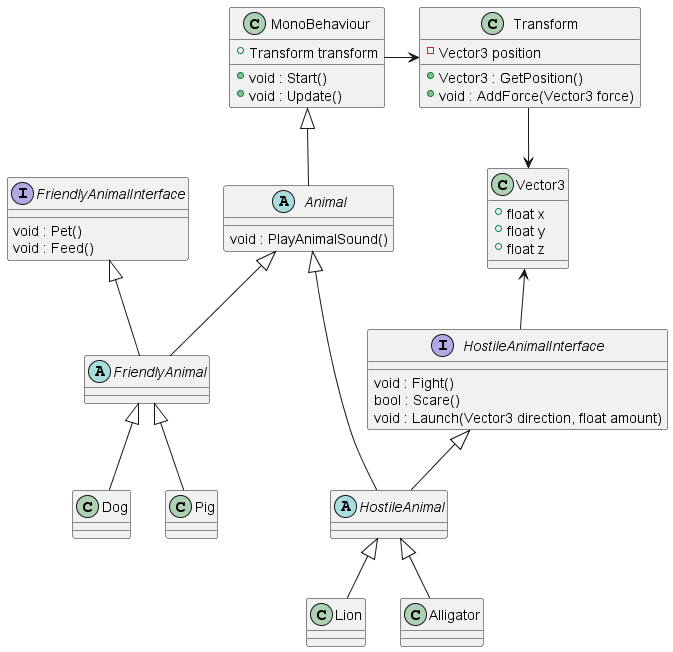 C MonoBehaviour
Transform transform
void : Start()
void : Update()
C Transform
Vector3 position
Vector3 : GetPosition()
void : AddForce(Vector3 force)
I FriendlyAnimalInterface
void : Pet()
void : Feed()
A Animal
void : PlayAnimalSound()
C Vector3
float x
float y
float z
I HostileAnimalInterface
void : Fight()
bool : Scare()
void : Launch(Vector3 direction, float amount)
A FriendlyAnimal
C Dog
C Pig
A HostileAnimal
C Lion
C Alligator